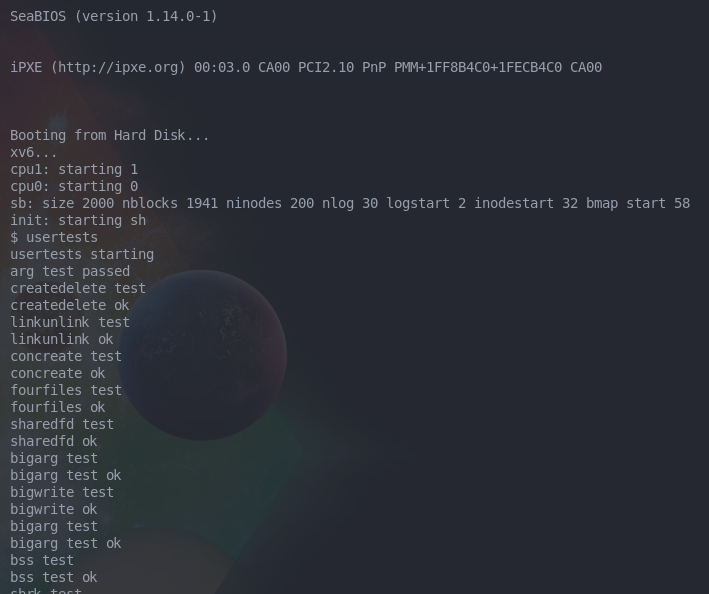 SeaBIOS (version 1.14.0-1)
iPXE (http://ipxe.org) 00:03.0 CA00 PCI2.10 PnP PMM+1FF8B4C0+1FECB4C0 CA00
Booting from Hard Disk...
xv6...
cpu1: starting 1
cpu0: starting 0
sb: size 2000 nblocks 1941 ninodes 200 nlog 30 logstart 2 inodestart 32 bmap start 58
init: starting sh
$ usertests
usertests starting
arg test passed
createdelete test
createdelete ok
linkunlink test
linkunlink ok
concreate test
concreate ok
fourfiles test
fourfiles ok
sharedfd test
sharedfd ok
bigarg test
bigarg test ok
bigwrite test
bigwrite ok
bigarg test
bigarg test ok
bss test
bss test ok
sbrk test